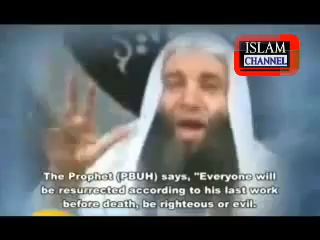 ISLAM
CHANNEL
The Prophet (PBUH) says, "Everyone will
be resurrected according to his last work
before death, be righteous or evil.